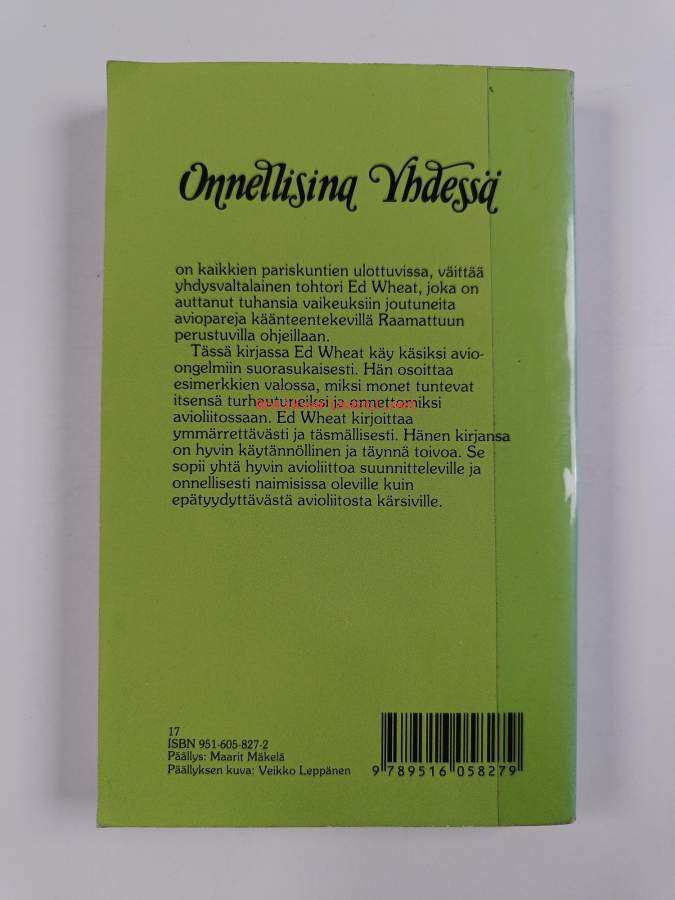 Onnellisina Yhdessä
on kaikkien pariskuntien ulottuvissa, väittää
yhdysvaltalainen tohtori Ed Wheat, joka on
auttanut tuhansia vaikeuksiin joutuneita
aviopareja käänteentekevillä Raamattuun
perustuvilla ohjeillaan.
Tässä kirjassa Ed Wheat käy käsiksi avio-
ongelmiin suorasukaisesti. Hän osoittaa
esimerkkien valossa, miksi monet tuntevat
itsensä turhautuneiksi ja onnettomiksi
avioliitossaan. Ed Wheat kirjoittaa
ymmärrettävästi ja täsmällisesti. Hänen kirjansa
on hyvin käytännöllinen ja täynnä toivoa. Se
sopii yhtä hyvin avioliittoa suunnitteleville ja
onnellisesti naimisissa oleville kuin
epätyydyttävästä avioliitosta kärsiville.
17
ISBN 951-605-827-2
Päällys: Maarit Mäkelä
Päällyksen kuva: Veikko Leppänen
9 789516 058279